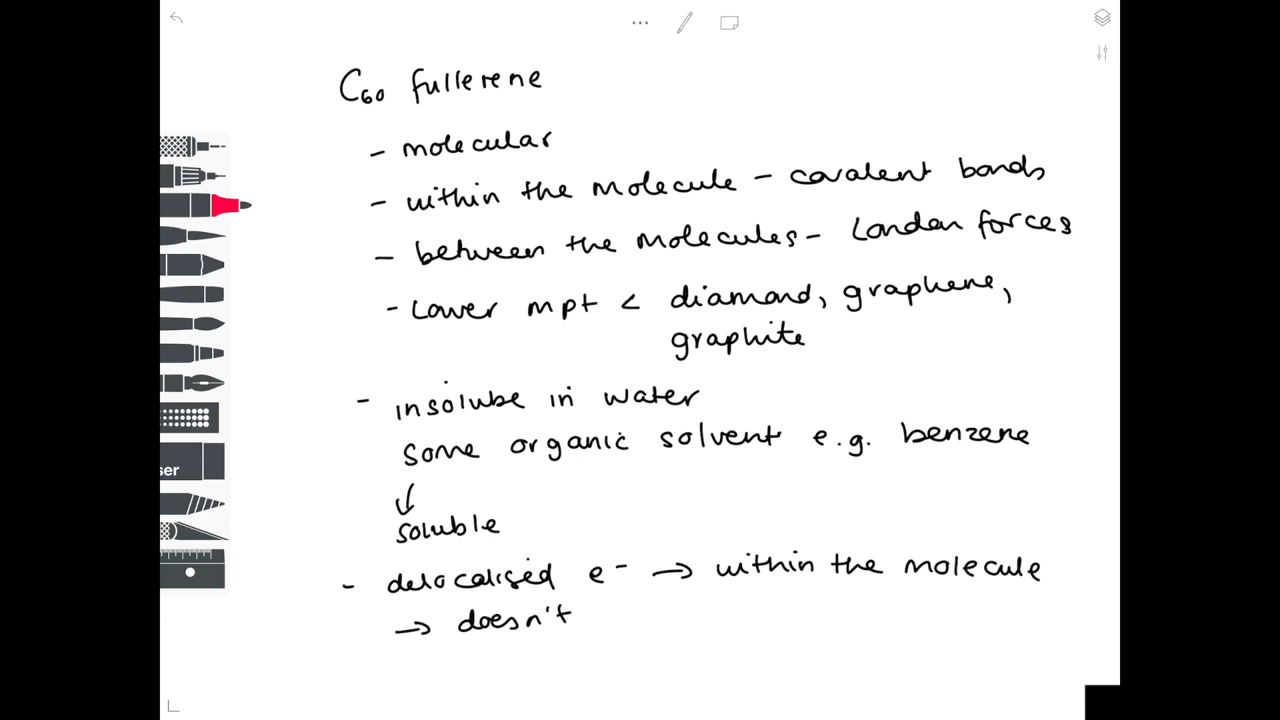 C60 fullerene
- molecular
- within the molecule - covalent bonds
- between the molecules - London forces
- Lower mpt < diamond, graphene,
graphite
- insolube in water
some organic solvent e.g. benzene
↓
soluble
- delocalised e⁻ → within the molecule
→ doesn't
ser